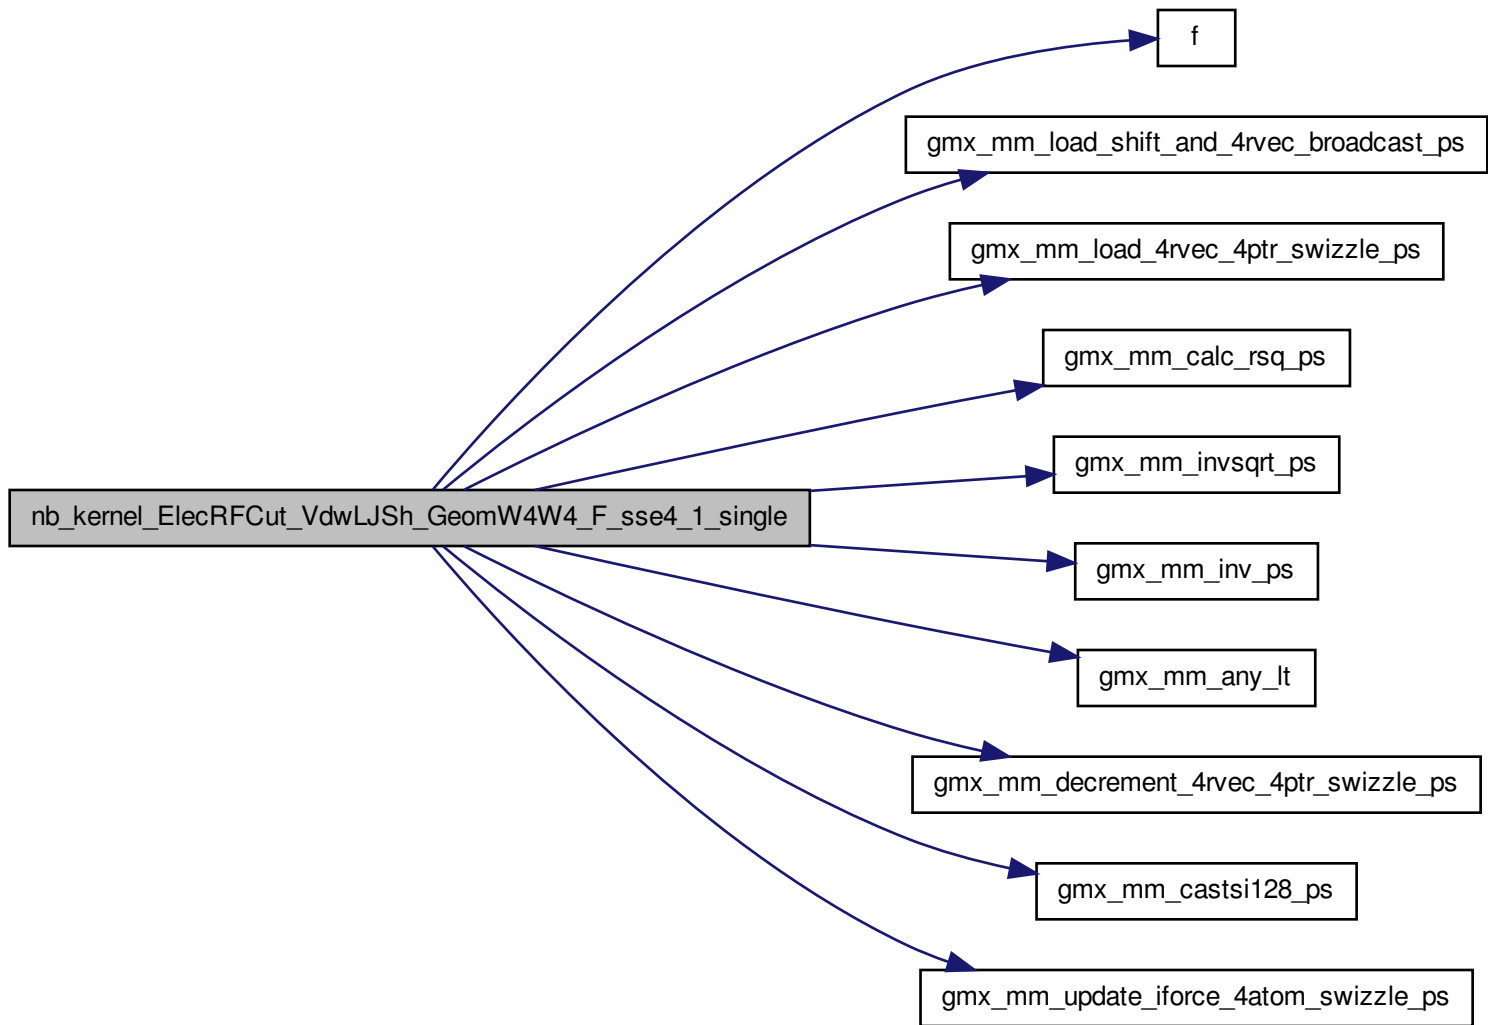 f
gmx_mm_load_shift_and_4rvec_broadcast_ps
gmx_mm_load_4rvec_4ptr_swizzle_ps
gmx_mm_calc_rsq_ps
gmx_mm_invsqrt_ps
nb_kernel_ElecRFCut_VdwLJSh_GeomW4W4_F_sse4_1_single
gmx_mm_inv_ps
gmx_mm_any_lt
gmx_mm_decrement_4rvec_4ptr_swizzle_ps
gmx_mm_castsi128_ps
gmx_mm_update_iforce_4atom_swizzle_ps